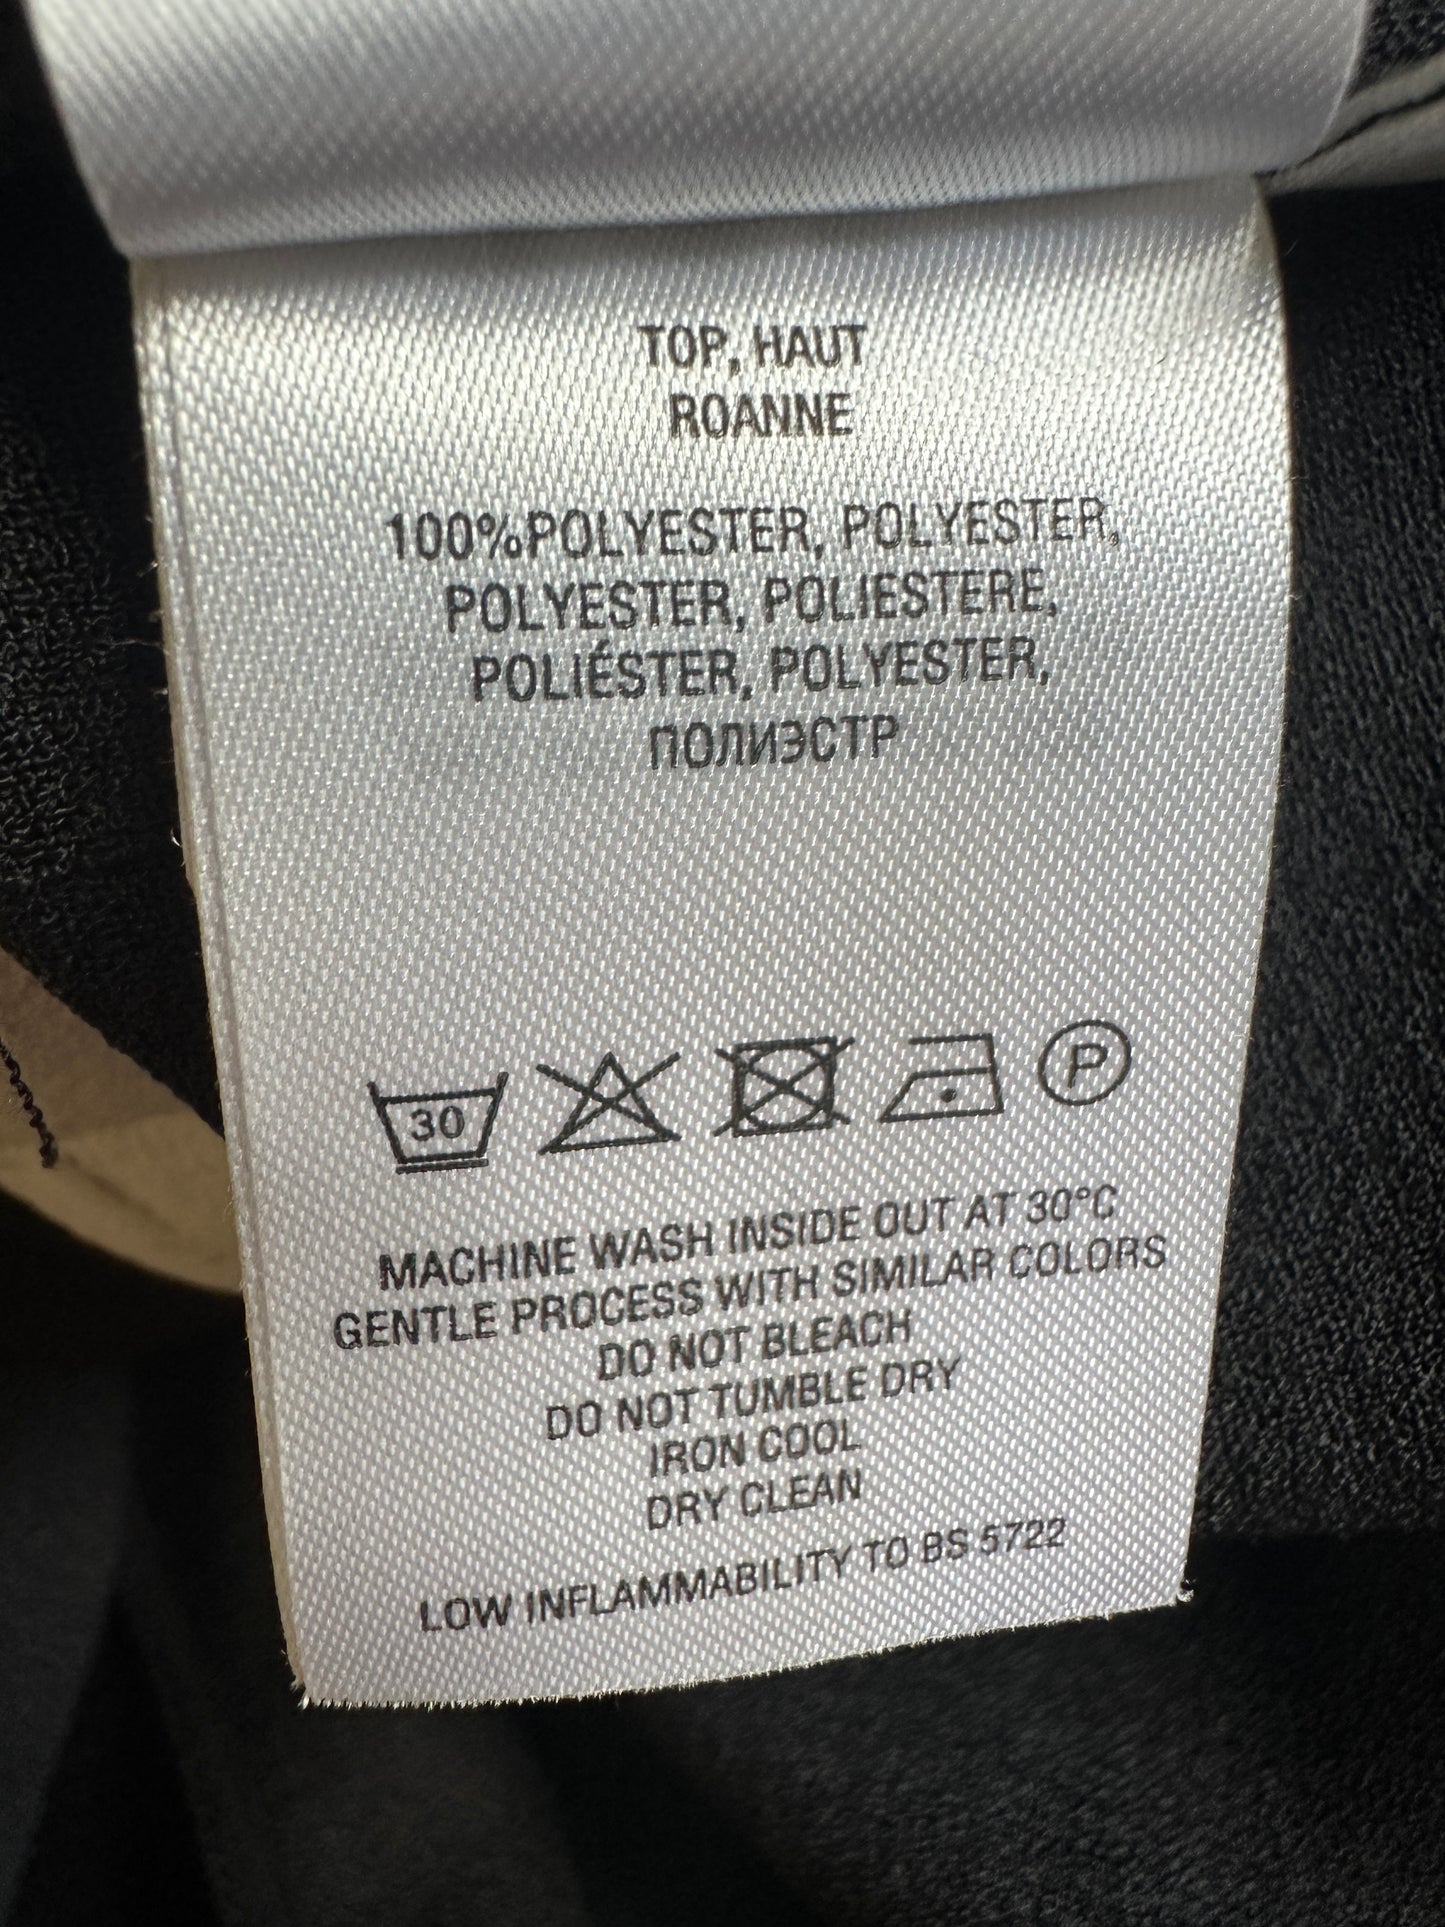 TOP, HAUT
ROANNE
100%POLYESTER, POLYESTER,
POLYESTER, POLIESTERE,
POLIÉSTER, POLYESTER,
ПОЛИЭСТР
30 P
MACHINE WASH INSIDE OUT AT 30°C
GENTLE PROCESS WITH SIMILAR COLORS
DO NOT BLEACH
DO NOT TUMBLE DRY
IRON COOL
DRY CLEAN
LOW INFLAMMABILITY TO BS 5722